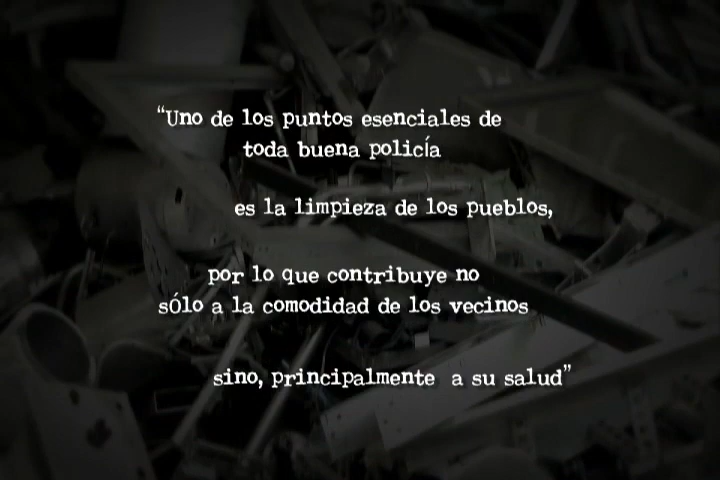 “Uno de los puntos esenciales de
toda buena policía
es la limpieza de los pueblos,
por lo que contribuye no
sÓlo a la comodidad de los vecinos
sino, principalmente a su salud”